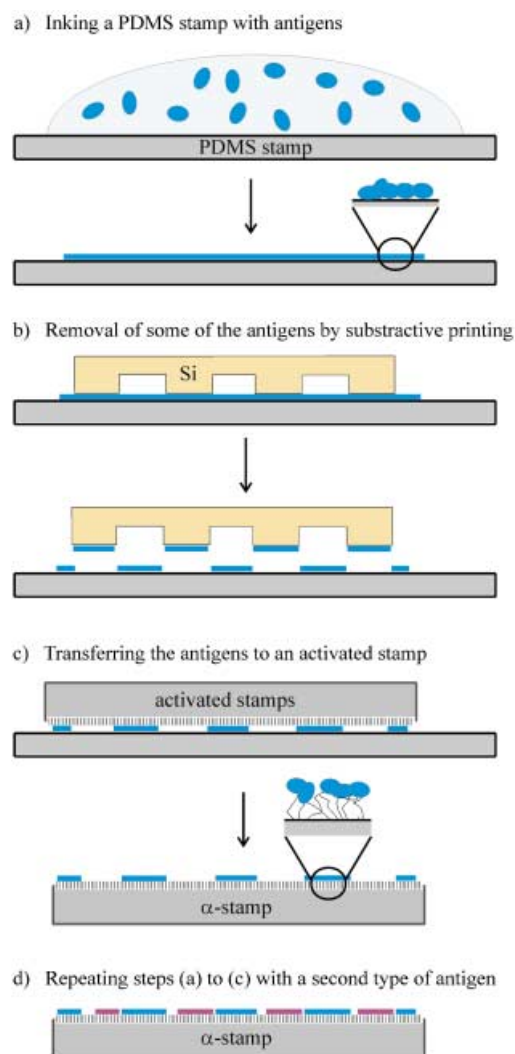 a) Inking a PDMS stamp with antigens
PDMS stamp
b) Removal of some of the antigens by substractive printing
Si
c) Transferring the antigens to an activated stamp
activated stamps
α-stamp
d) Repeating steps (a) to (c) with a second type of antigen
α-stamp